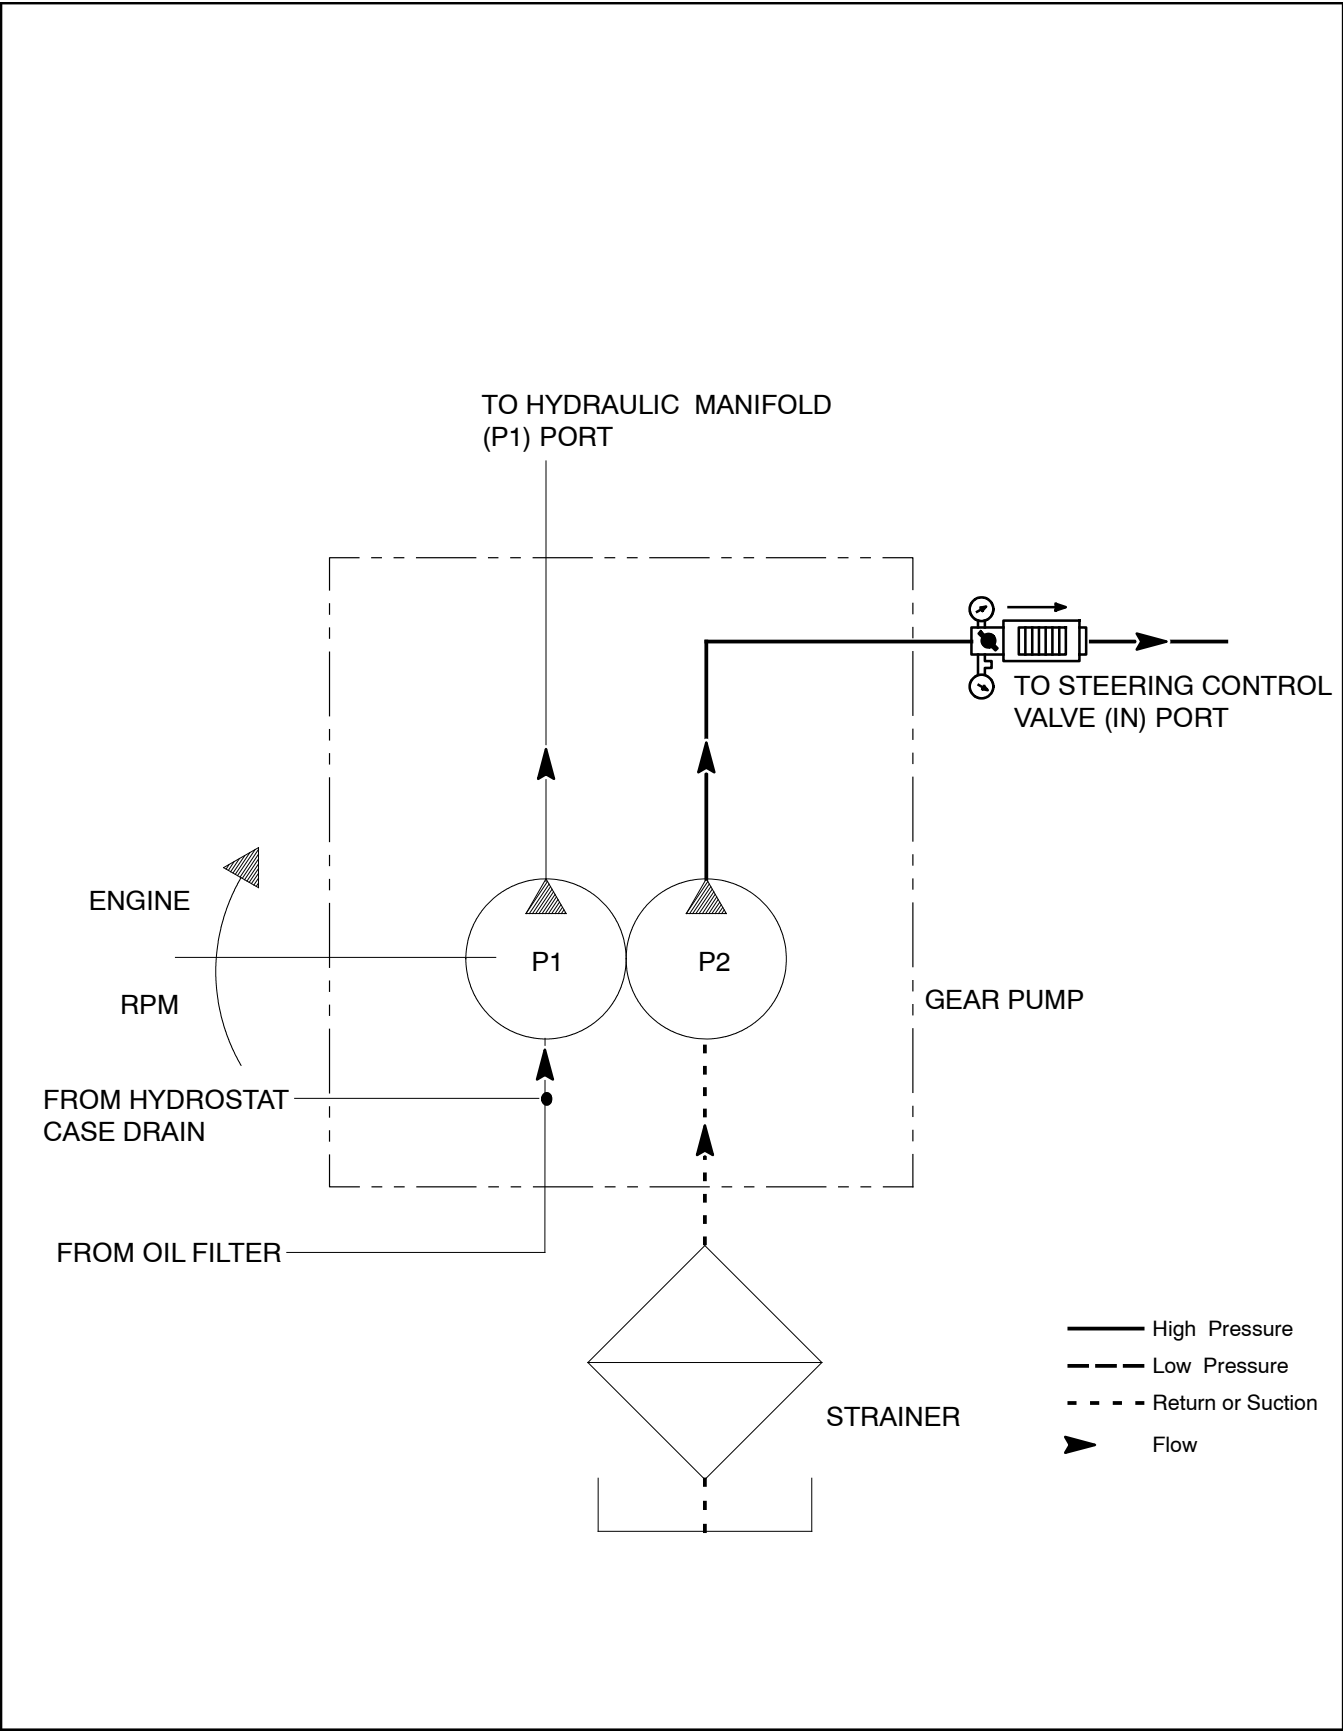 TO HYDRAULIC MANIFOLD
(P1) PORT
TO STEERING CONTROL
VALVE (IN) PORT
ENGINE
RPM
P1
P2
GEAR PUMP
FROM HYDROSTAT
CASE DRAIN
FROM OIL FILTER
STRAINER
High Pressure
Low Pressure
Return or Suction
Flow